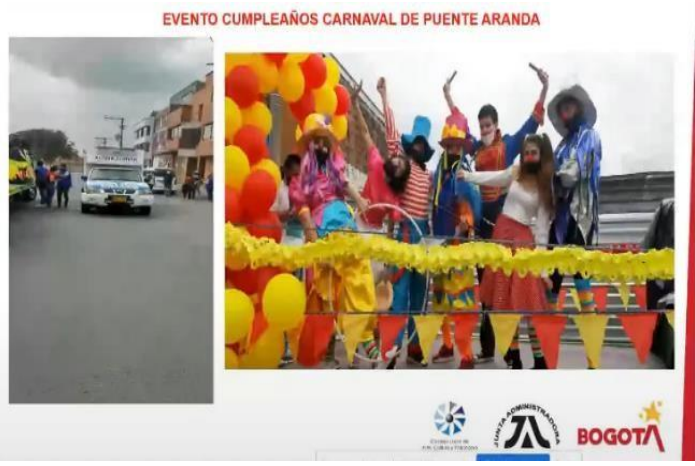 EVENTO CUMPLEAÑOS CARNAVAL DE PUENTE ARANDA
JUNTA ADMINISTRADORA
BOGOTÁ